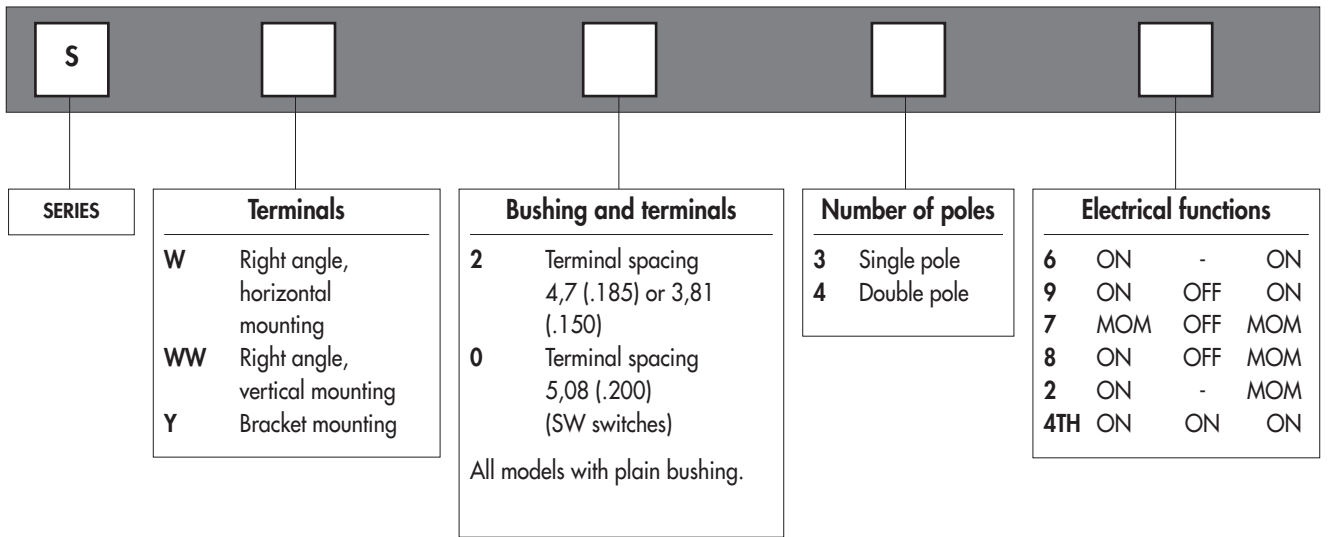 S
SERIES
Terminals
W Right angle,
horizontal
mounting
WW Right angle,
vertical mounting
Y Bracket mounting
Bushing and terminals
2 Terminal spacing
4,7 (.185) or 3,81
(.150)
0 Terminal spacing
5,08 (.200)
(SW switches)
All models with plain bushing.
Number of poles
3 Single pole
4 Double pole
Electrical functions
6 ON - ON
9 ON OFF ON
7 MOM OFF MOM
8 ON OFF MOM
2 ON - MOM
4TH ON ON ON